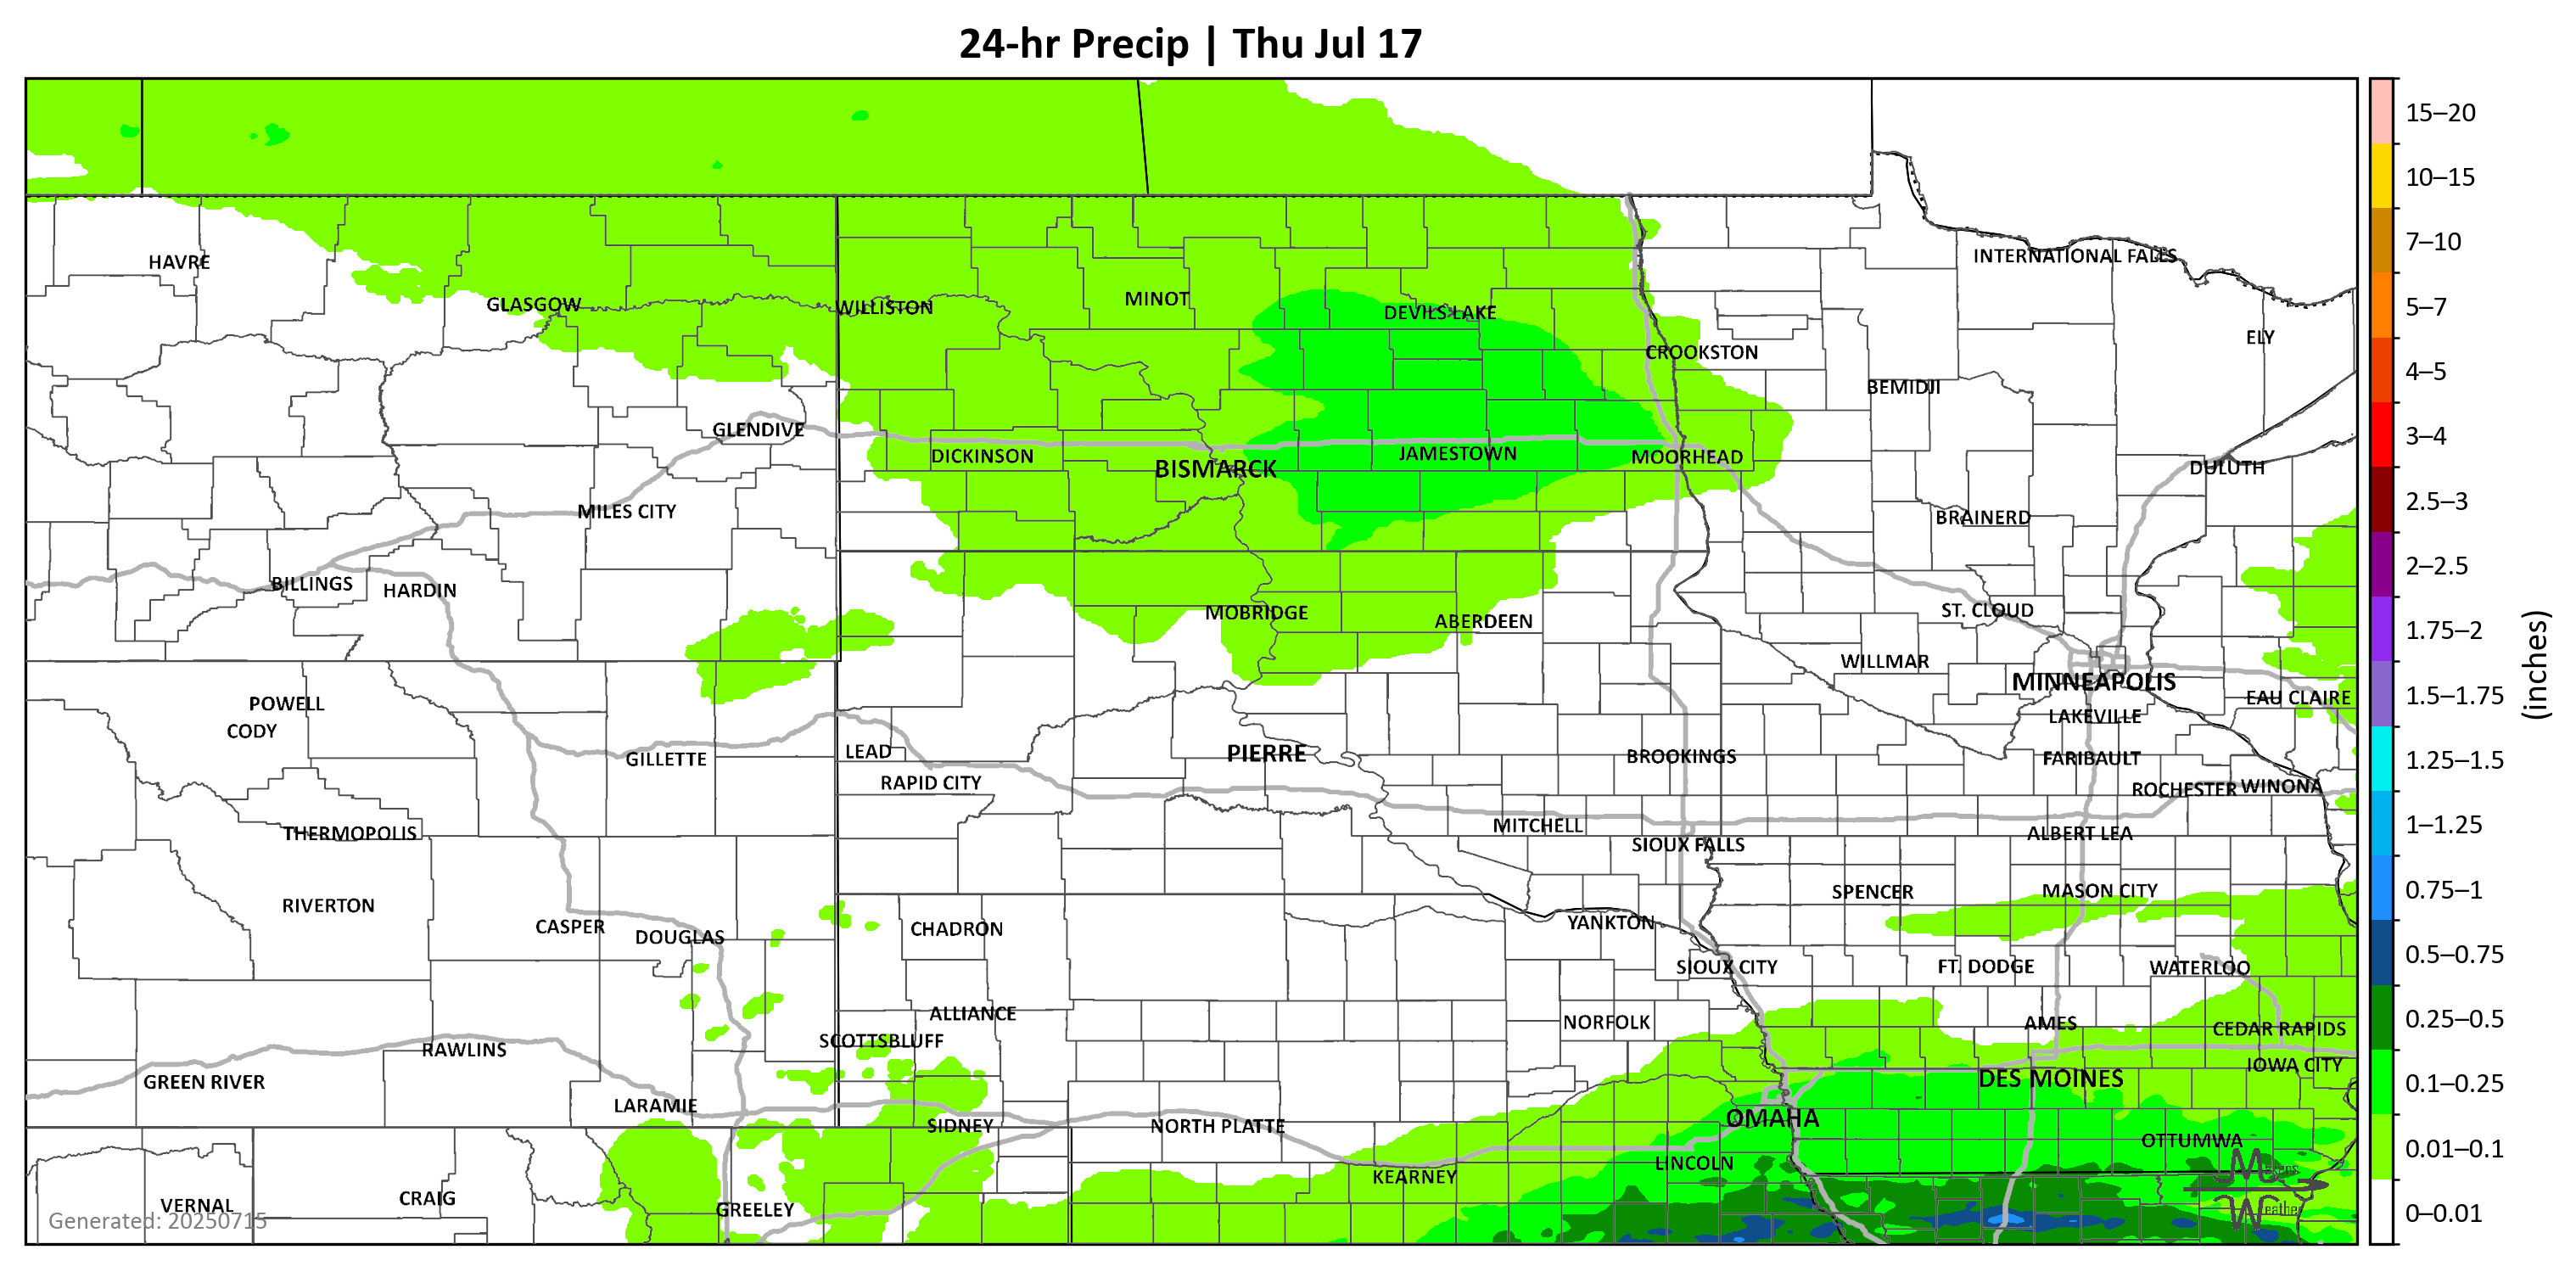 24-hr Precip | Thu Jul 17
15–20
10–15
7–10
5–7
4–5
3–4
2.5–3
2–2.5
1.75–2
1.5–1.75
1.25–1.5
1–1.25
0.75–1
0.5–0.75
0.25–0.5
0.1–0.25
0.01–0.1
0–0.01
(inches)
INTERNATIONAL FALLS
HAVRE
MINOT
GLASGOW
WILLISTON
DEVILS LAKE
ELY
CROOKSTON
BEMIDJI
GLENDIVE
DICKINSON
BISMARCK
JAMESTOWN
MOORHEAD
DULUTH
MILES CITY
BRAINERD
BILLINGS
HARDIN
MOBRIDGE
ABERDEEN
ST. CLOUD
WILLMAR
MINNEAPOLIS
EAU CLAIRE
POWELL
CODY
LAKEVILLE
GILLETTE
LEAD
PIERRE
BROOKINGS
FARIBAULT
RAPID CITY
ROCHESTER
WINONA
THERMOPOLIS
MITCHELL
ALBERT LEA
SIOUX FALLS
RIVERTON
SPENCER
MASON CITY
CASPER
DOUGLAS
CHADRON
YANKTON
SIOUX CITY
FT. DODGE
WATERLOO
ALLIANCE
NORFOLK
AMES
CEDAR RAPIDS
RAWLINS
SCOTTSBLUFF
IOWA CITY
GREEN RIVER
DES MOINES
LARAMIE
SIDNEY
NORTH PLATTE
OMAHA
OTTUMWA
LINCOLN
KEARNEY
VERNAL
CRAIG
GREELEY
Weather
Generated: 20250715